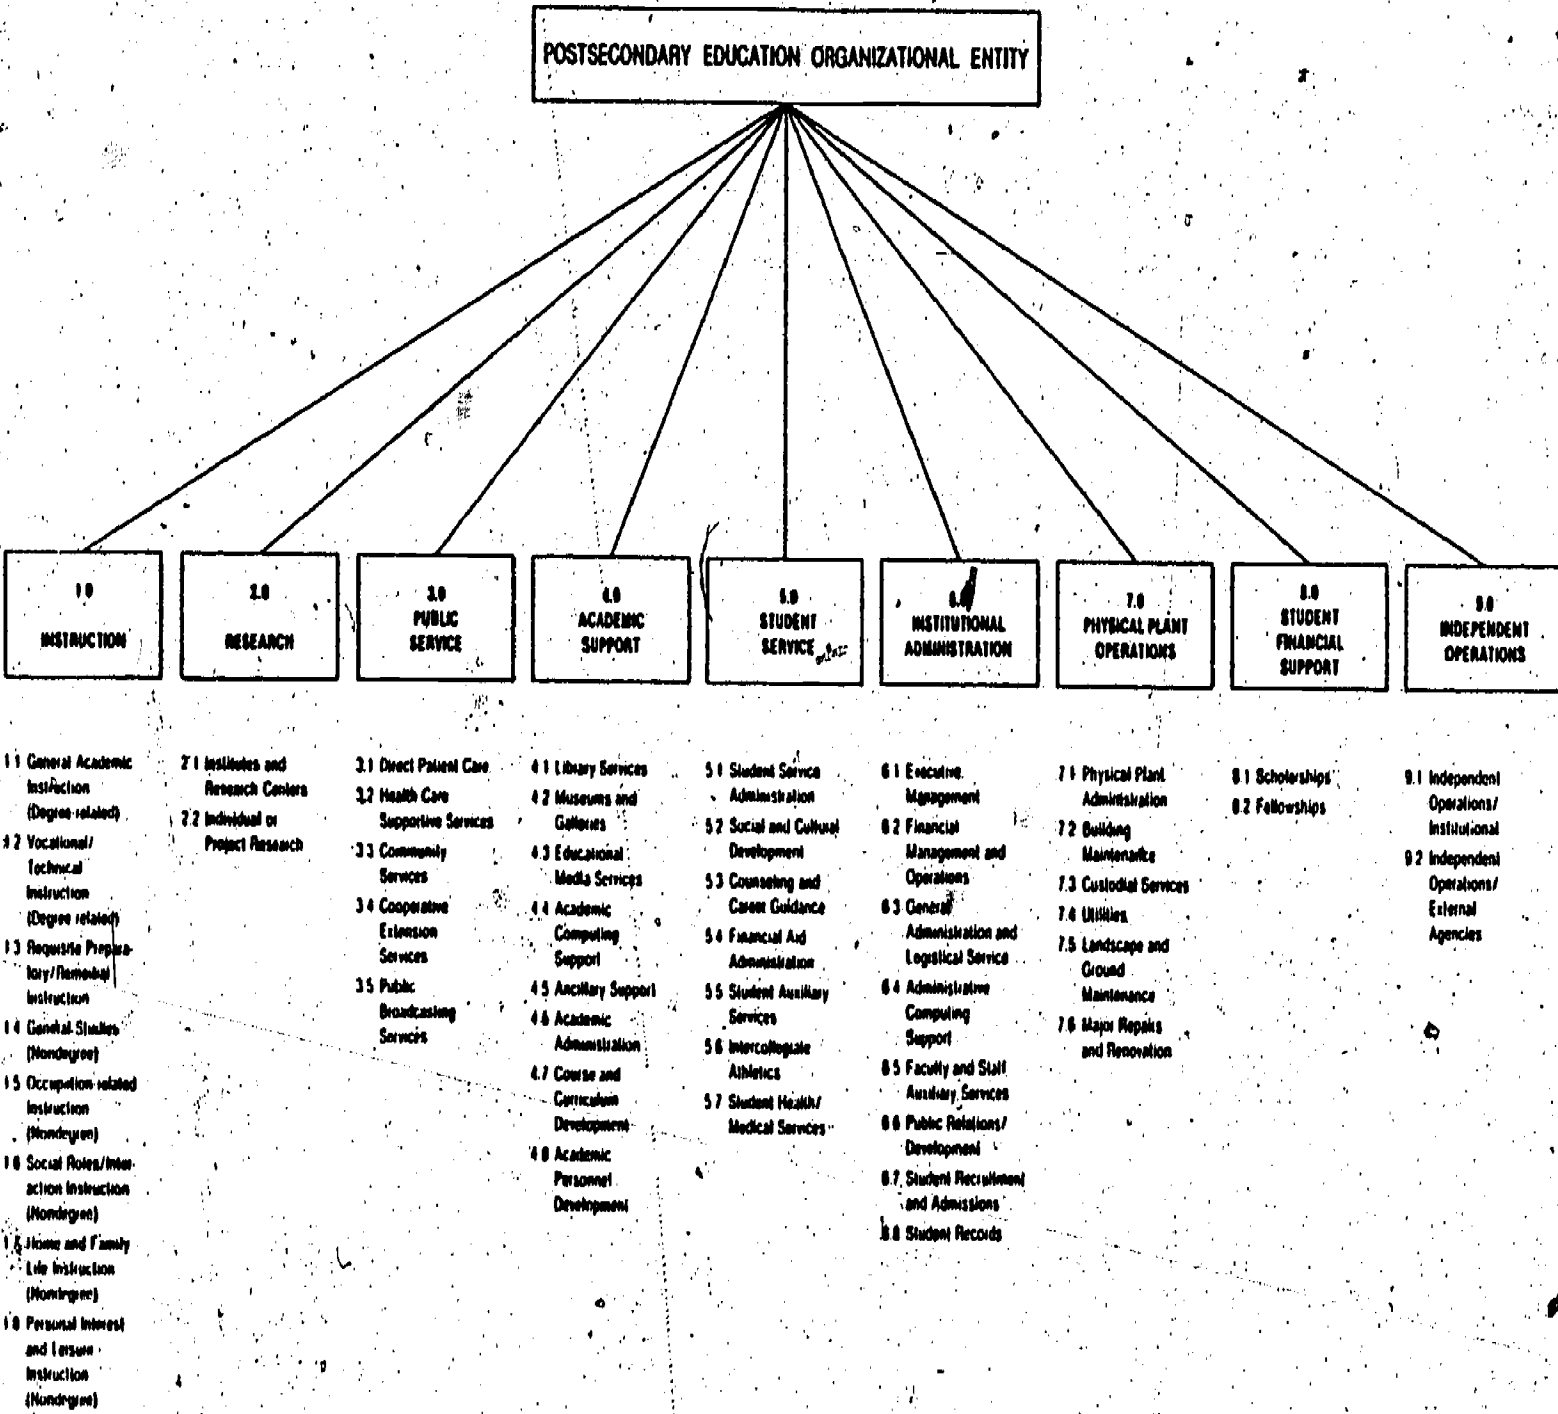 POSTSECONDARY EDUCATION ORGANIZATIONAL ENTITY
1.0
INSTRUCTION
2.0
RESEARCH
3.0
PUBLIC
SERVICE
4.0
ACADEMIC
SUPPORT
5.0
STUDENT
SERVICE
6.0
INSTITUTIONAL
ADMINISTRATION
7.0
PHYSICAL PLANT
OPERATIONS
8.0
STUDENT
FINANCIAL
SUPPORT
9.0
INDEPENDENT
OPERATIONS
1.1 General Academic
Instruction
(Degree-related)
1.2 Vocational/
Technical
Instruction
(Degree related)
1.3 Requisite Prepara-
tory/Remedial
Instruction
1.4 General Studies
(Nondegree)
1.5 Occupation-related
Instruction
(Nondegree)
1.6 Social Roles/Inter-
action Instruction
(Nondegree)
1.7 Home and Family
Life Instruction
(Nondegree)
1.8 Personal Interest
and Leisure
Instruction
(Nondegree)
2.1 Institutes and
Research Centers
2.2 Individual or
Project Research
3.1 Direct Patient Care
3.2 Health Care
Supportive Services
3.3 Community
Services
3.4 Cooperative
Extension
Services
3.5 Public
Broadcasting
Services
4.1 Library Services
4.2 Museums and
Galleries
4.3 Educational
Media Services
4.4 Academic
Computing
Support
4.5 Ancillary Support
4.6 Academic
Administration
4.7 Course and
Curriculum
Development
4.8 Academic
Personnel
Development
5.1 Student Service
Administration
5.2 Social and Cultural
Development
5.3 Counseling and
Career Guidance
5.4 Financial Aid
Administration
5.5 Student Auxiliary
Services
5.6 Intercollegiate
Athletics
5.7 Student Health/
Medical Services
6.1 Executive
Management
6.2 Financial
Management and
Operations
6.3 General
Administration and
Logistical Service
6.4 Administrative
Computing
Support
6.5 Faculty and Staff
Auxiliary Services
6.6 Public Relations/
Development
6.7 Student Recruitment
and Admissions
6.8 Student Records
7.1 Physical Plant
Administration
7.2 Building
Maintenance
7.3 Custodial Services
7.4 Utilities
7.5 Landscape and
Ground
Maintenance
7.6 Major Repairs
and Renovation
8.1 Scholarships
8.2 Fellowships
9.1 Independent
Operations/
Institutional
9.2 Independent
Operations/
External
Agencies